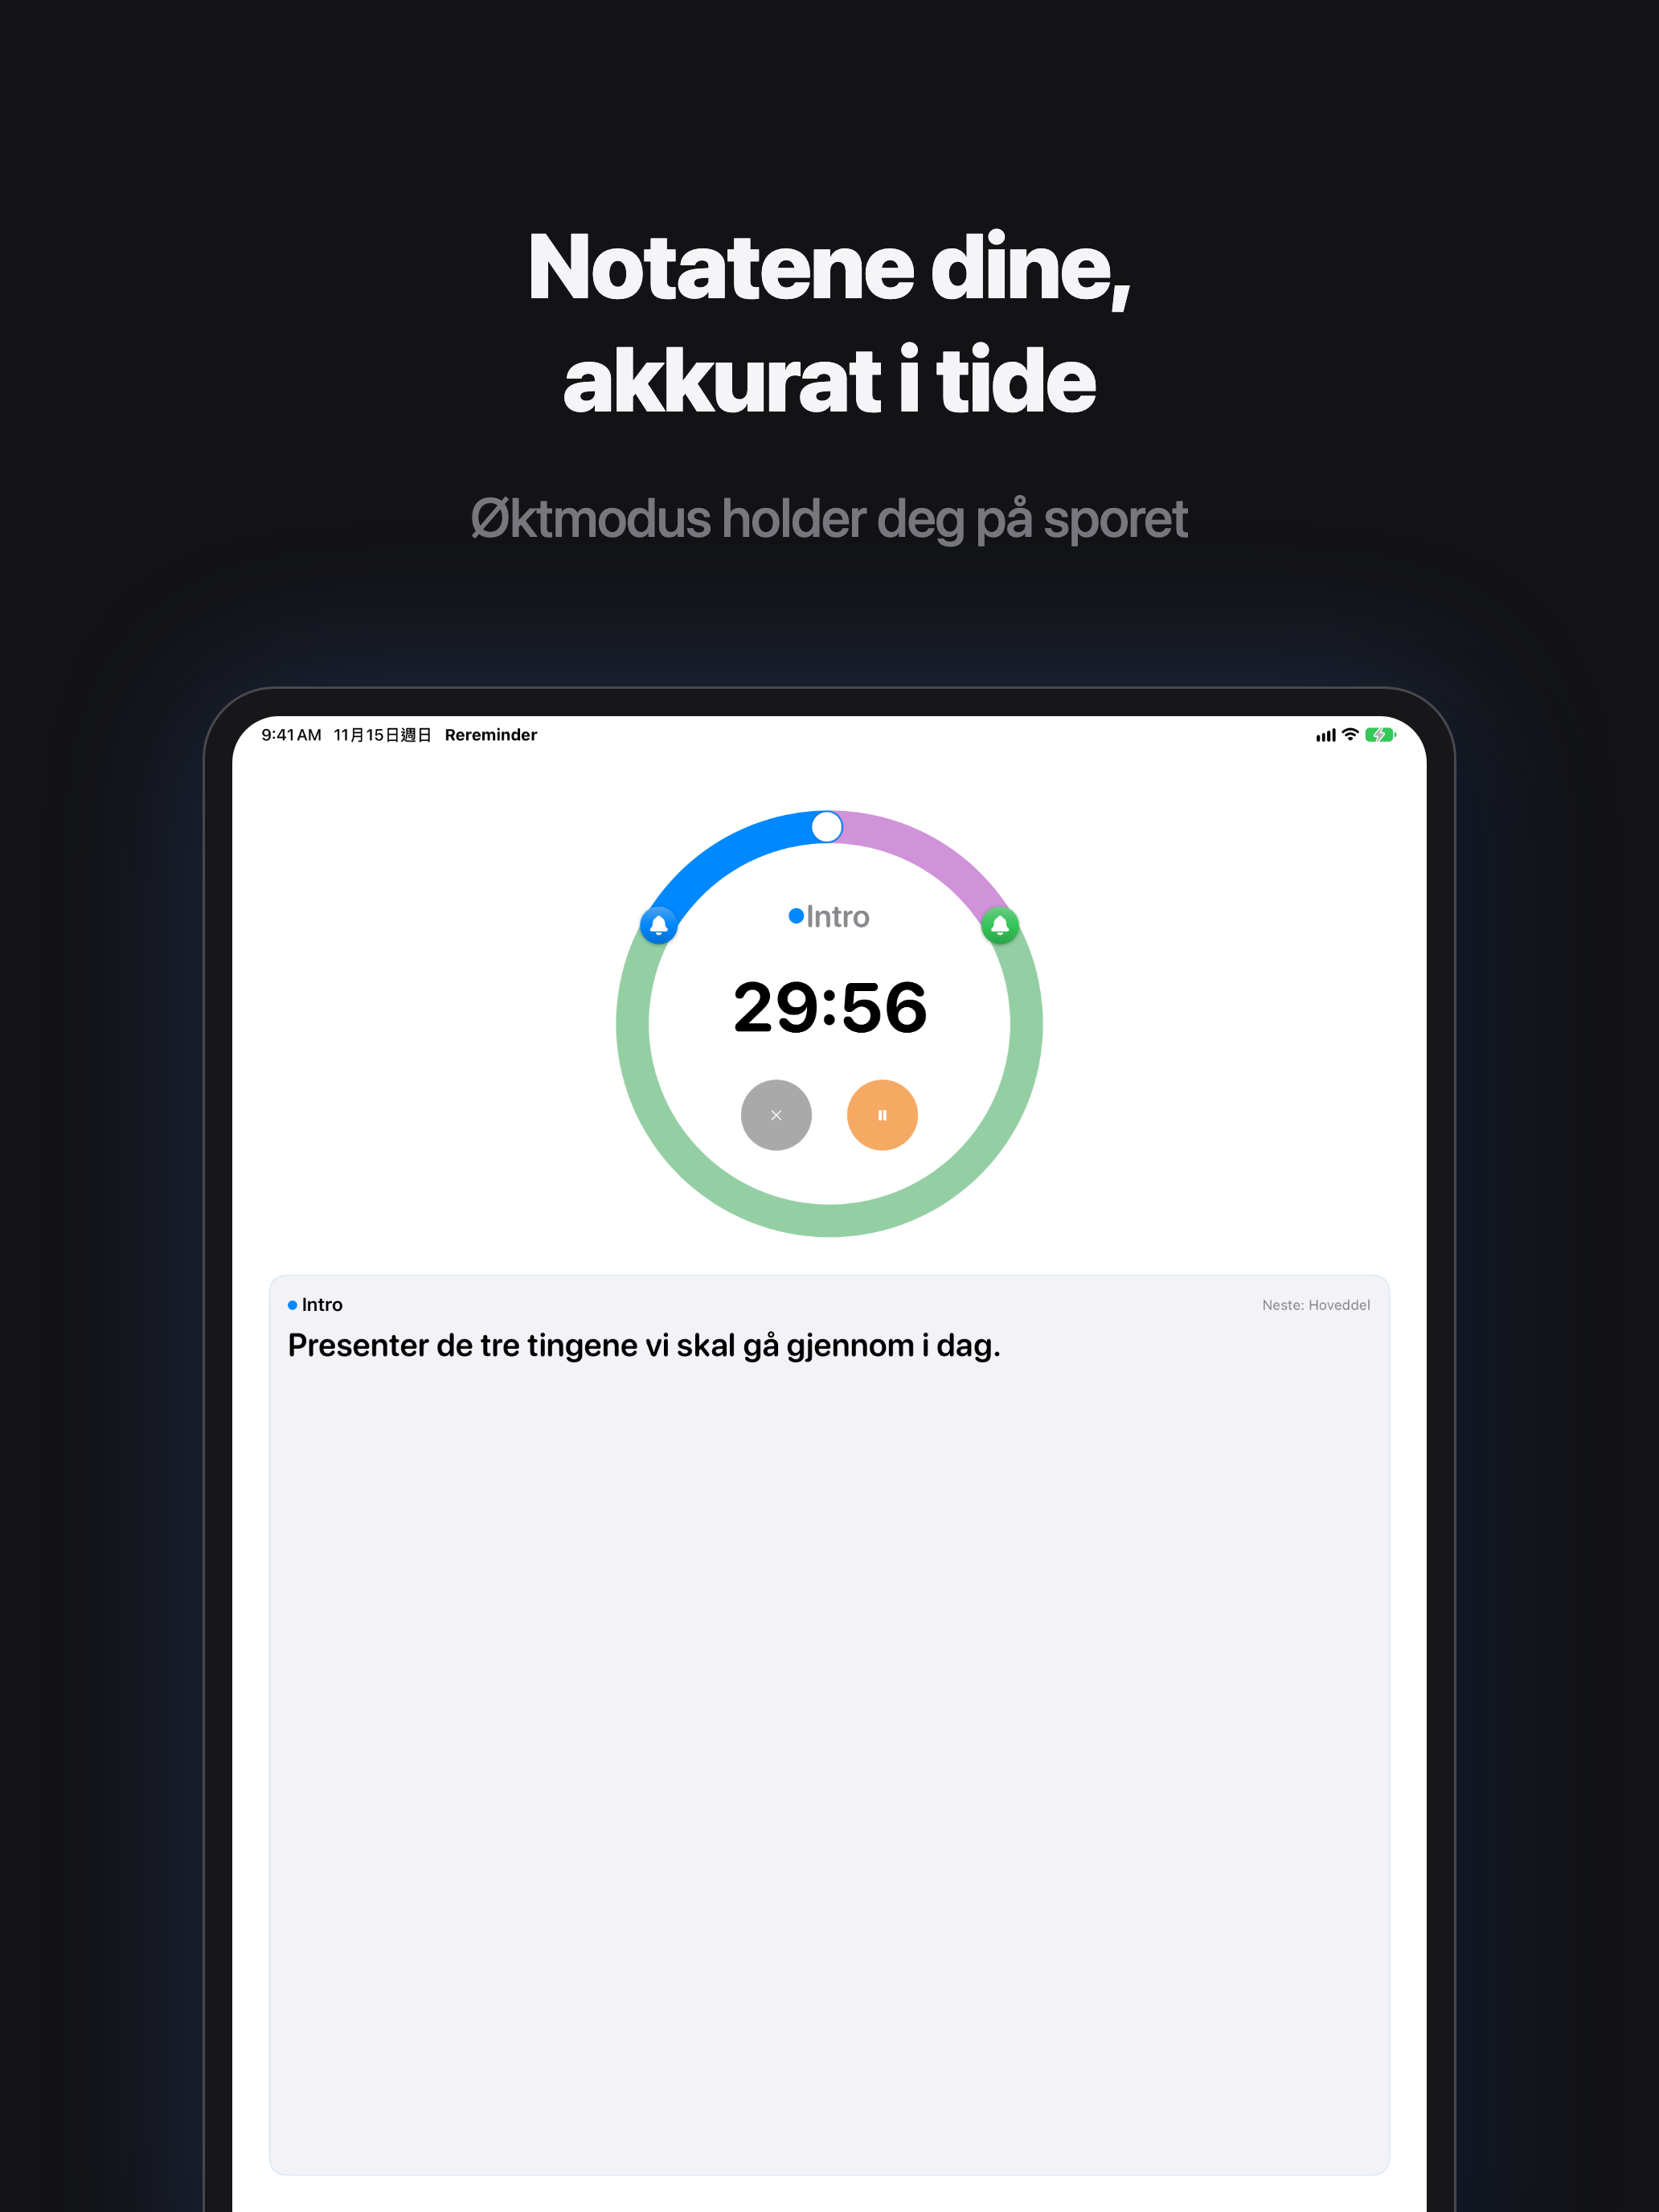 Notatene dine,
akkurat i tide
Øktmodus holder deg på sporet
9:41 AM 11月15日週日 Rereminder
Intro
29:56
Intro
Neste: Hoveddel
Presenter de tre tingene vi skal gå gjennom i dag.